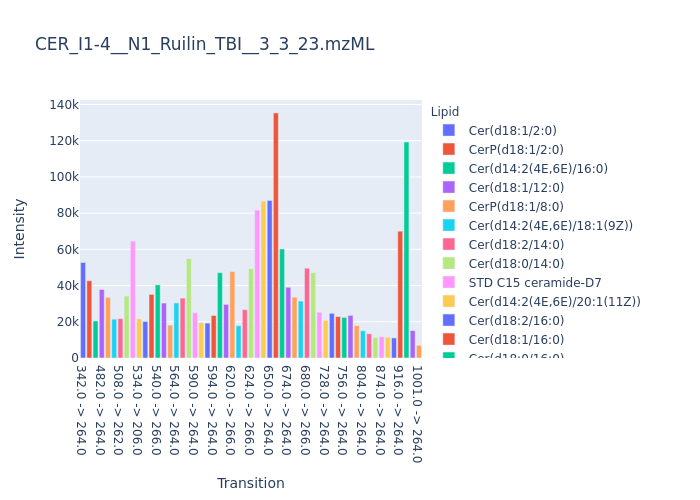 CER_I1-4__N1_Ruilin_TBI__3_3_23.mzML
Lipid
Cer(d18:1/2:0)
CerP(d18:1/2:0)
Cer(d14:2(4E,6E)/16:0)
Cer(d18:1/12:0)
CerP(d18:1/8:0)
Cer(d14:2(4E,6E)/18:1(9Z))
Cer(d18:2/14:0)
Cer(d18:0/14:0)
STD C15 ceramide-D7
Cer(d14:2(4E,6E)/20:1(11Z))
Cer(d18:2/16:0)
Cer(d18:1/16:0)
Cer(d18:0/16:0)
Intensity
140k
120k
100k
80k
60k
40k
20k
0
342.0 -> 264.0
482.0 -> 264.0
508.0 -> 262.0
534.0 -> 206.0
540.0 -> 266.0
564.0 -> 264.0
590.0 -> 264.0
594.0 -> 264.0
620.0 -> 266.0
624.0 -> 266.0
650.0 -> 264.0
674.0 -> 264.0
680.0 -> 264.0
728.0 -> 264.0
756.0 -> 264.0
804.0 -> 264.0
874.0 -> 264.0
916.0 -> 264.0
1001.0 -> 264.0
Transition